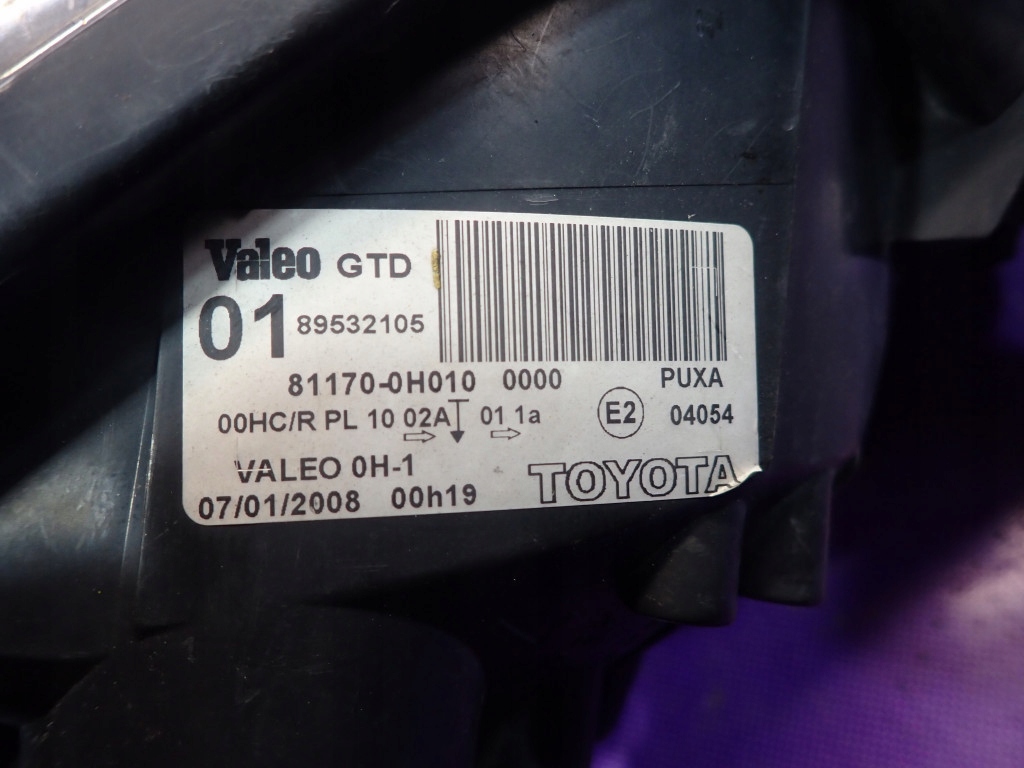 Valeo GTD
01 89532105
81170-0H010 0000 PUXA
00HC/R PL 10 02A 01 1a E2 04054
VALEO 0H-1 TOYOTA
07/01/2008 00h19